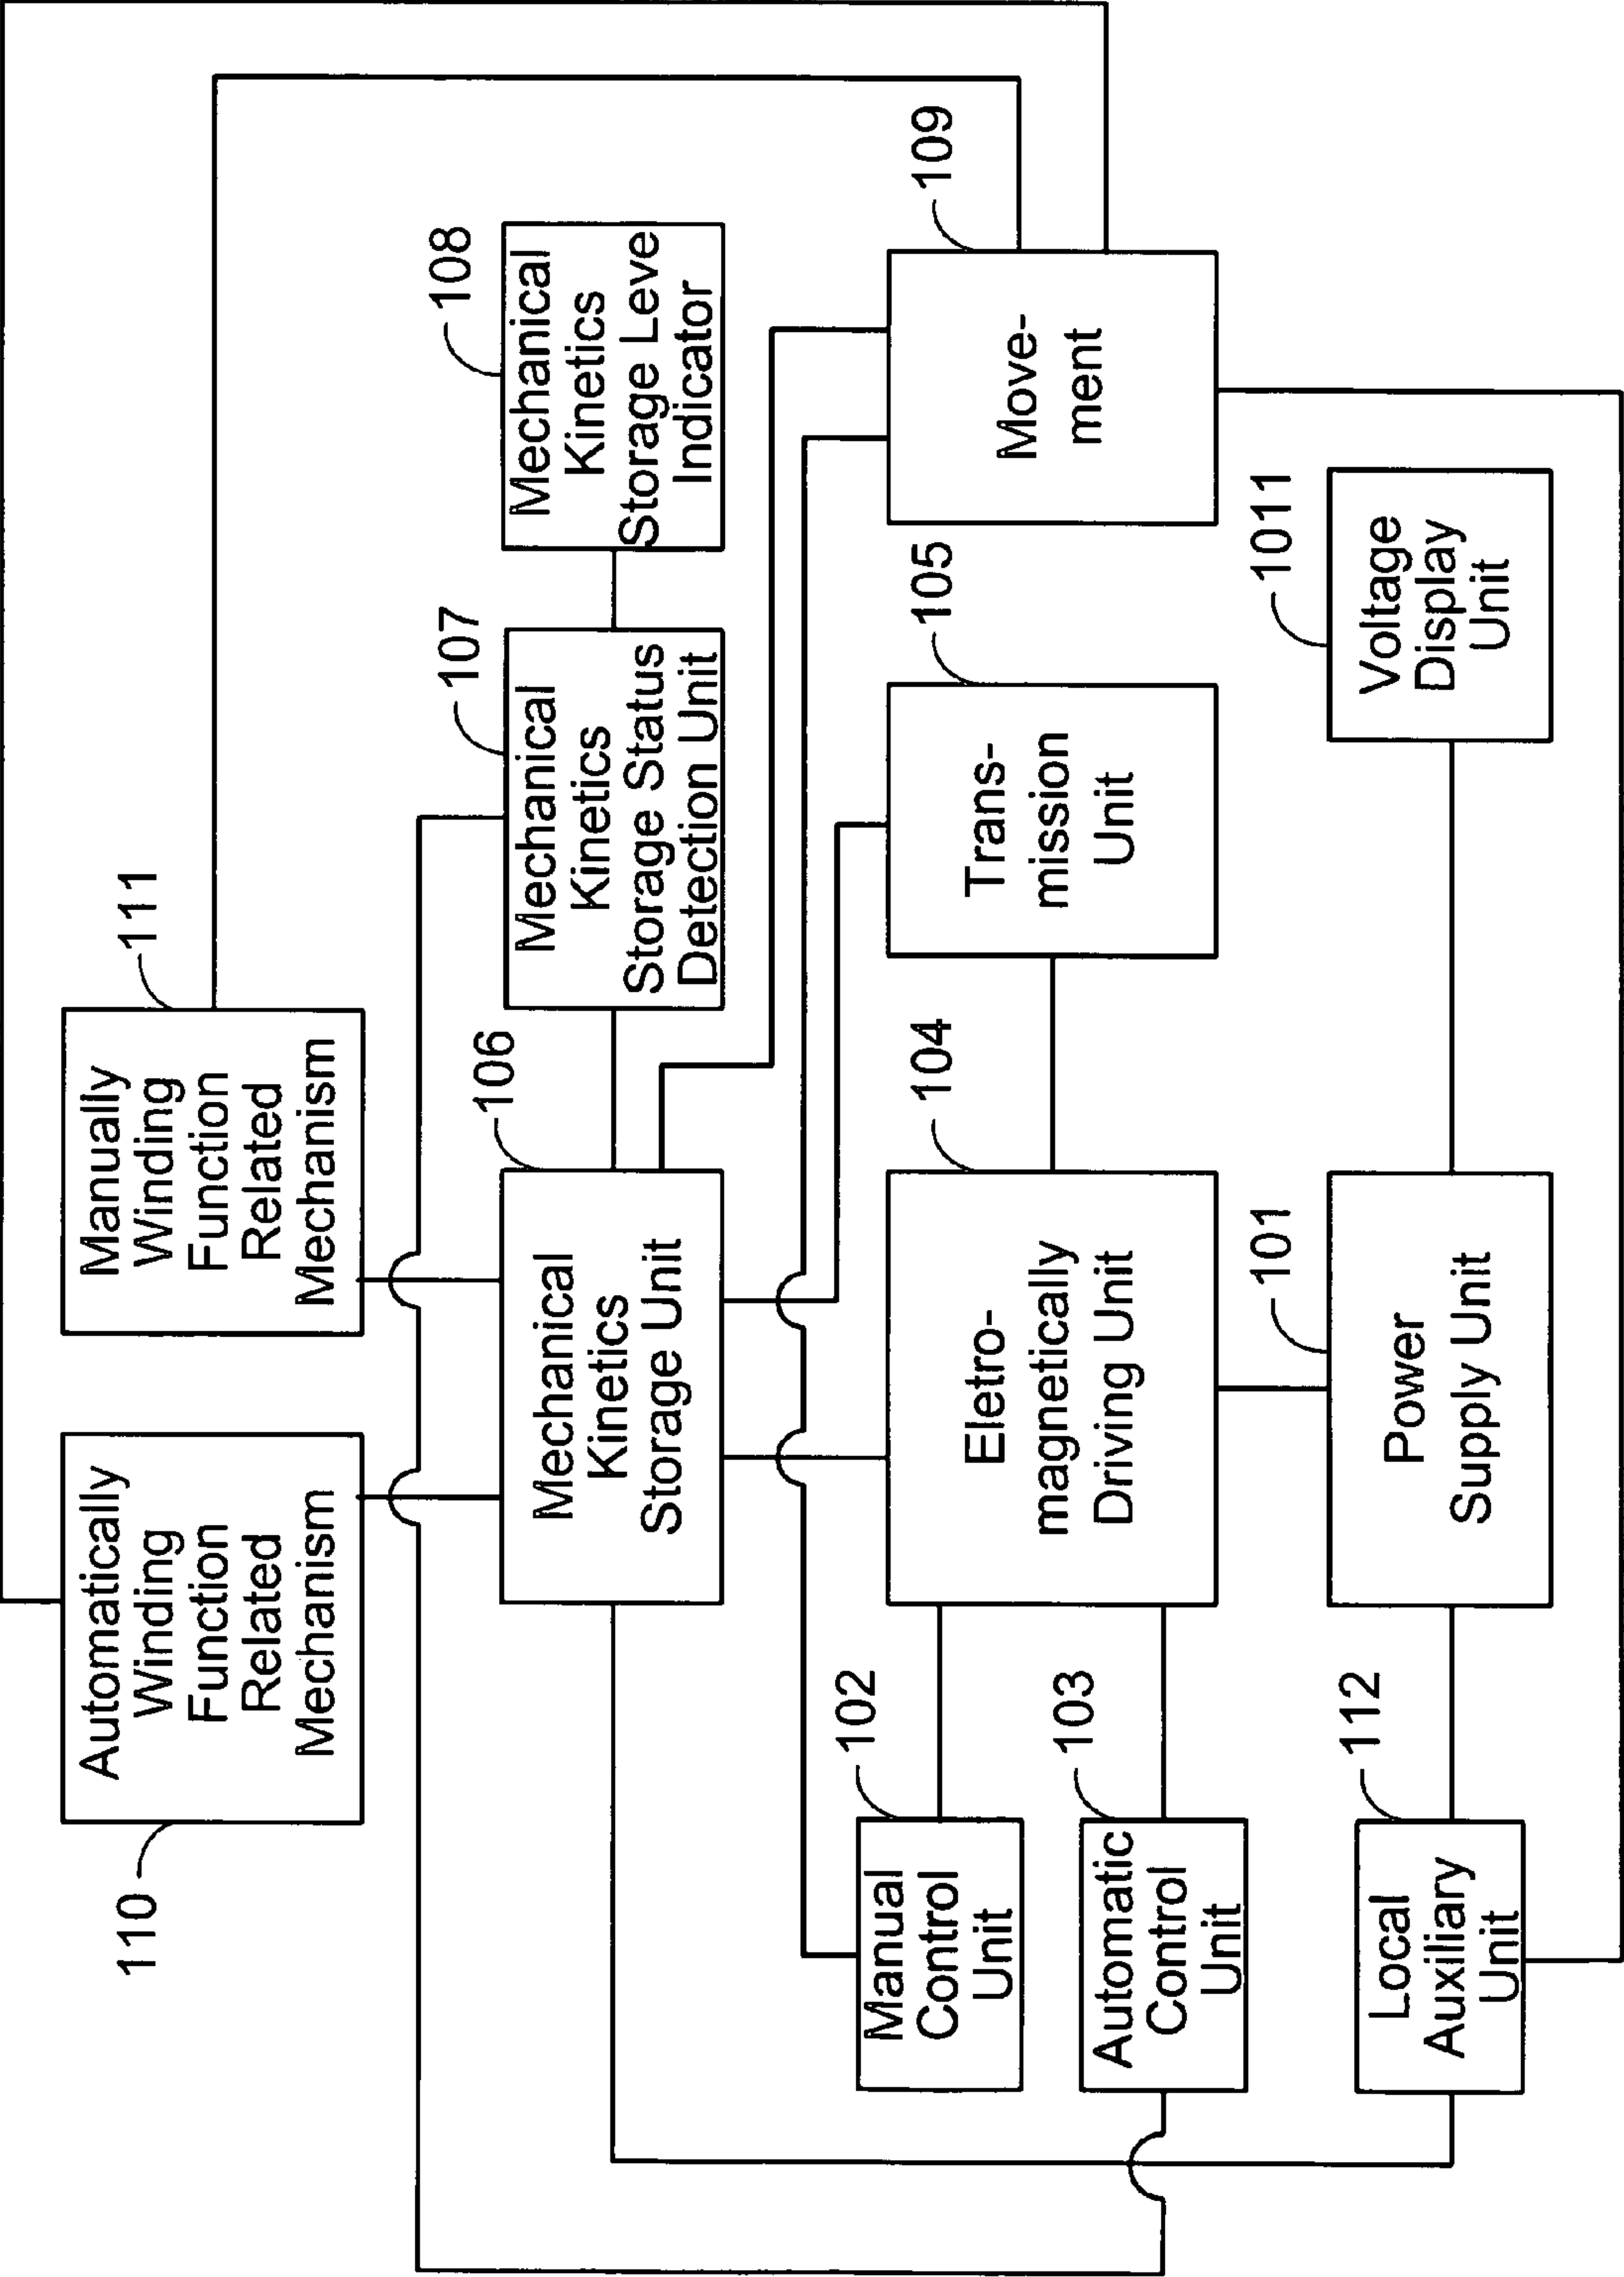 110
Automatically
Winding
Function
Related
Mechanism
111
Manually
Winding
Function
Related
Mechanism
106
Mechanical
Kinetics
Storage Unit
107
Mechanical
Kinetics
Storage Status
Detection Unit
108
Mechanical
Kinetics
Storage Leve
Indicator
102
Manual
Control
Unit
103
Automatic
Control
Unit
104
Eletro-
magnetically
Driving Unit
105
Trans-
mission
Unit
109
Move-
ment
112
Local
Auxiliary
Unit
101
Power
Supply Unit
1011
Voltage
Display
Unit